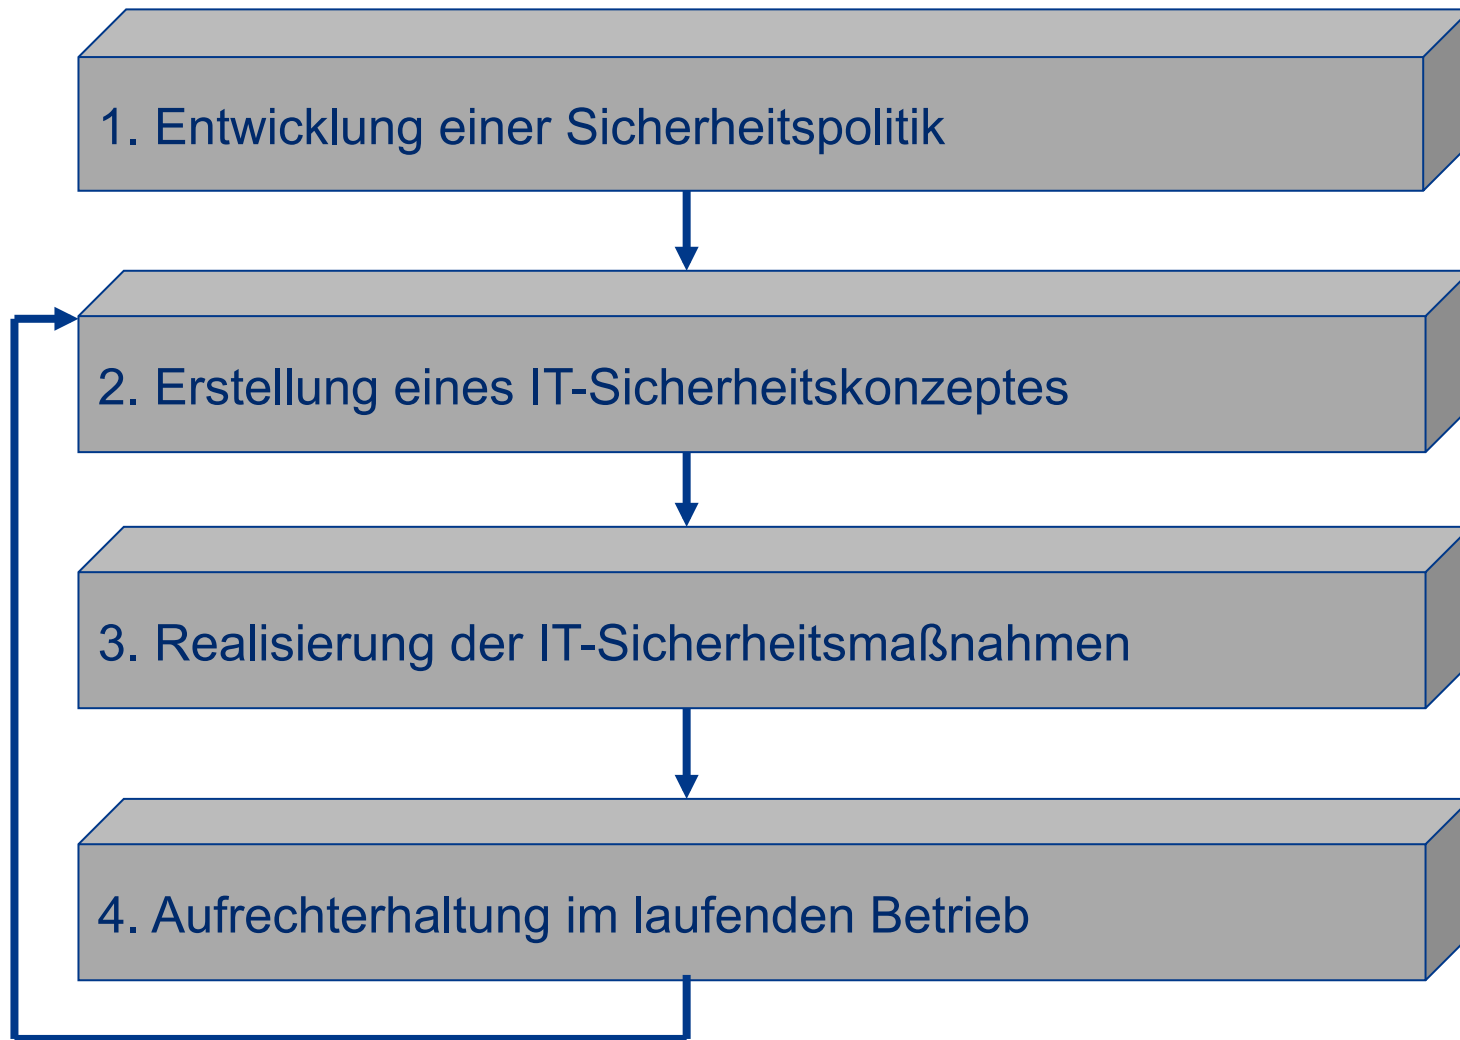 1. Entwicklung einer Sicherheitspolitik
2. Erstellung eines IT-Sicherheitskonzeptes
3. Realisierung der IT-Sicherheitsmaßnahmen
4. Aufrechterhaltung im laufenden Betrieb